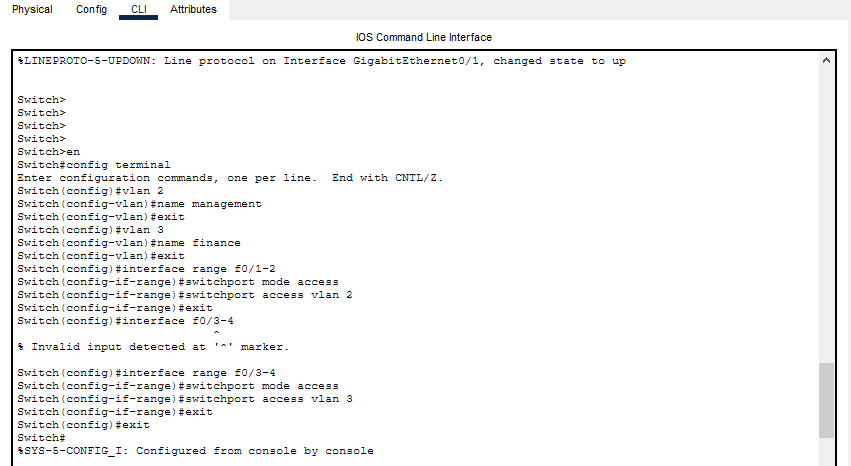 Physical Config CLI Attributes
IOS Command Line Interface
%LINEPROTO-5-UPDOWN: Line protocol on Interface GigabitEthernet0/1, changed state to up
Switch>
Switch>
Switch>
Switch>
Switch>en
Switch#config terminal
Enter configuration commands, one per line.  End with CNTL/Z.
Switch(config)#vlan 2
Switch(config-vlan)#name management
Switch(config-vlan)#exit
Switch(config)#vlan 3
Switch(config-vlan)#name finance
Switch(config-vlan)#exit
Switch(config)#interface range f0/1-2
Switch(config-if-range)#switchport mode access
Switch(config-if-range)#switchport access vlan 2
Switch(config-if-range)#exit
Switch(config)#interface f0/3-4
^
% Invalid input detected at '^' marker.
Switch(config)#interface range f0/3-4
Switch(config-if-range)#switchport mode access
Switch(config-if-range)#switchport access vlan 3
Switch(config-if-range)#exit
Switch(config)#exit
Switch#
%SYS-5-CONFIG_I: Configured from console by console